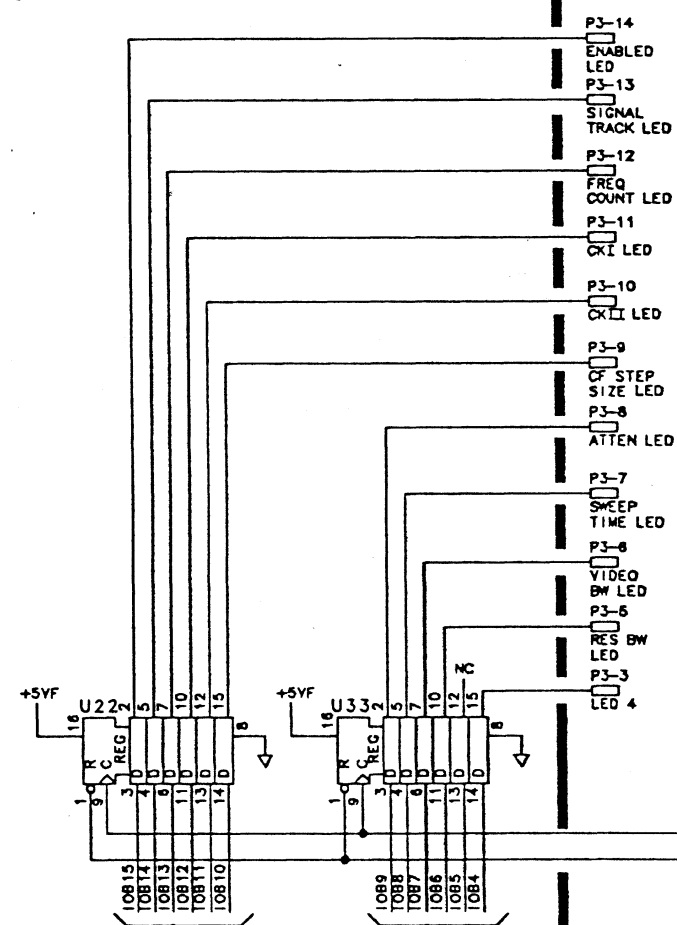 P3-14
ENABLED
LED
P3-13
SIGNAL
TRACK LED
P3-12
FREQ
COUNT LED
P3-11
CKI LED
P3-10
CKII LED
P3-9
CF STEP
SIZE LED
P3-8
ATTEN LED
P3-7
SWEEP
TIME LED
P3-6
VIDEO
BW LED
P3-5
RES BW
LED
P3-3
LED 4
+5VF
16
U22
2
5
7
10
12
15
8
R
C
REG
D
D
D
D
D
D
1
9
3
4
6
11
13
14
IOB15
IOB14
IOB13
IOB12
IOB11
IOB10
+5VF
16
U33
2
5
7
10
12
NC
15
8
R
C
REG
D
D
D
D
D
D
1
9
3
4
6
11
13
14
IOB9
IOB8
IOB7
IOB6
IOB5
IOB4